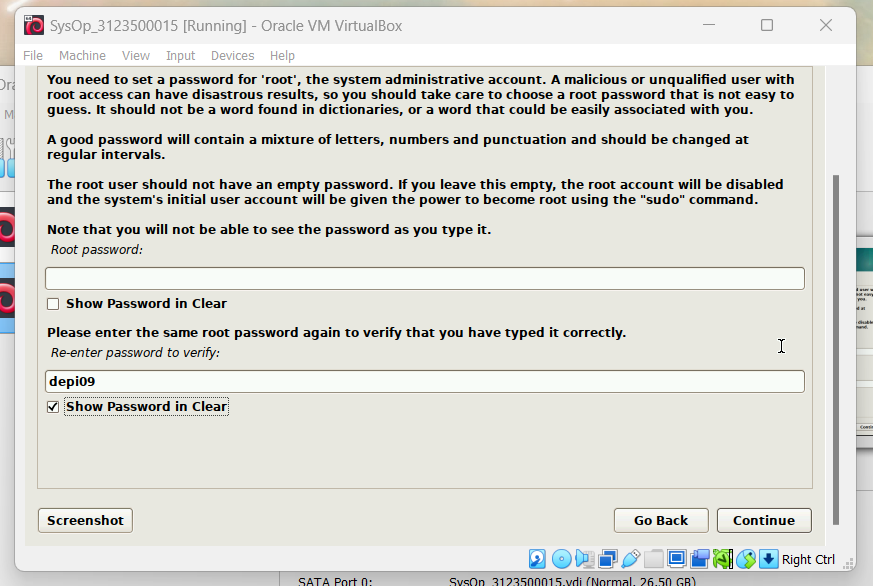 SysOp_3123500015 [Running] - Oracle VM VirtualBox
File Machine View Input Devices Help
You need to set a password for 'root', the system administrative account. A malicious or unqualified user with
root access can have disastrous results, so you should take care to choose a root password that is not easy to
guess. It should not be a word found in dictionaries, or a word that could be easily associated with you.
A good password will contain a mixture of letters, numbers and punctuation and should be changed at
regular intervals.
The root user should not have an empty password. If you leave this empty, the root account will be disabled
and the system's initial user account will be given the power to become root using the "sudo" command.
Note that you will not be able to see the password as you type it.
Root password:
Show Password in Clear
Please enter the same root password again to verify that you have typed it correctly.
Re-enter password to verify:
depi09
Show Password in Clear
Screenshot Go Back Continue
Right Ctrl
SATA Port 0: SysOp_3123500015.vdi (Normal, 26.50 GB)